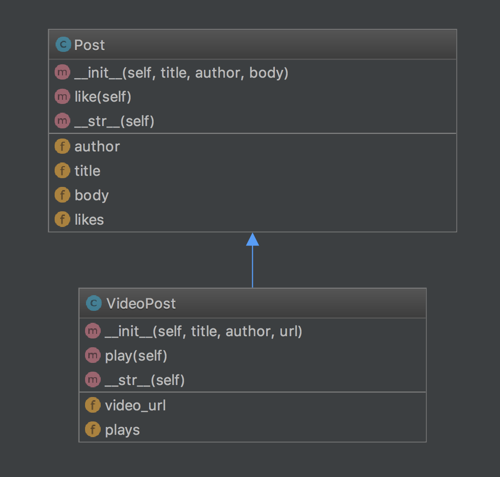 C Post
m __init__(self, title, author, body)
m like(self)
m __str__(self)
f author
f title
f body
f likes
C VideoPost
m __init__(self, title, author, url)
m play(self)
m __str__(self)
f video_url
f plays